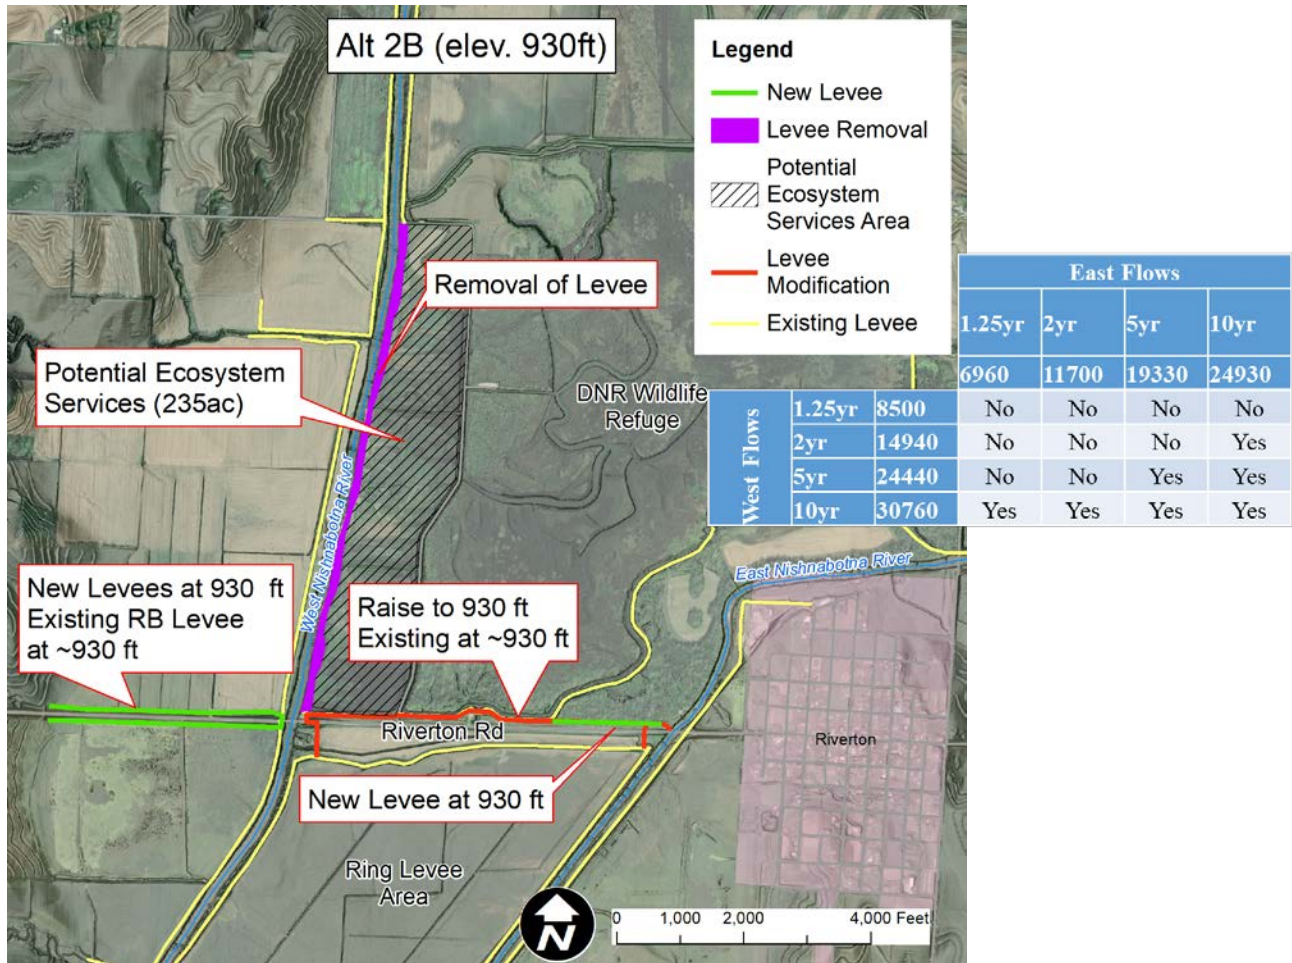 Alt 2B (elev. 930ft)
Legend
New Levee
Levee Removal
Potential
Ecosystem
Services Area
Levee
Modification
Existing Levee
Removal of Levee
Potential Ecosystem
Services (235ac)
DNR Wildlife
Refuge
West Nishnabotna River
East Nishnabotna River
New Levees at 930 ft
Existing RB Levee
at ~930 ft
Raise to 930 ft
Existing at ~930 ft
Riverton Rd
Riverton
New Levee at 930 ft
Ring Levee
Area
N
0 1,000 2,000 4,000 Feet
East Flows
1.25yr 2yr 5yr 10yr
6960 11700 19330 24930
West Flows
1.25yr 8500 No No No No
2yr 14940 No No No Yes
5yr 24440 No No Yes Yes
10yr 30760 Yes Yes Yes Yes